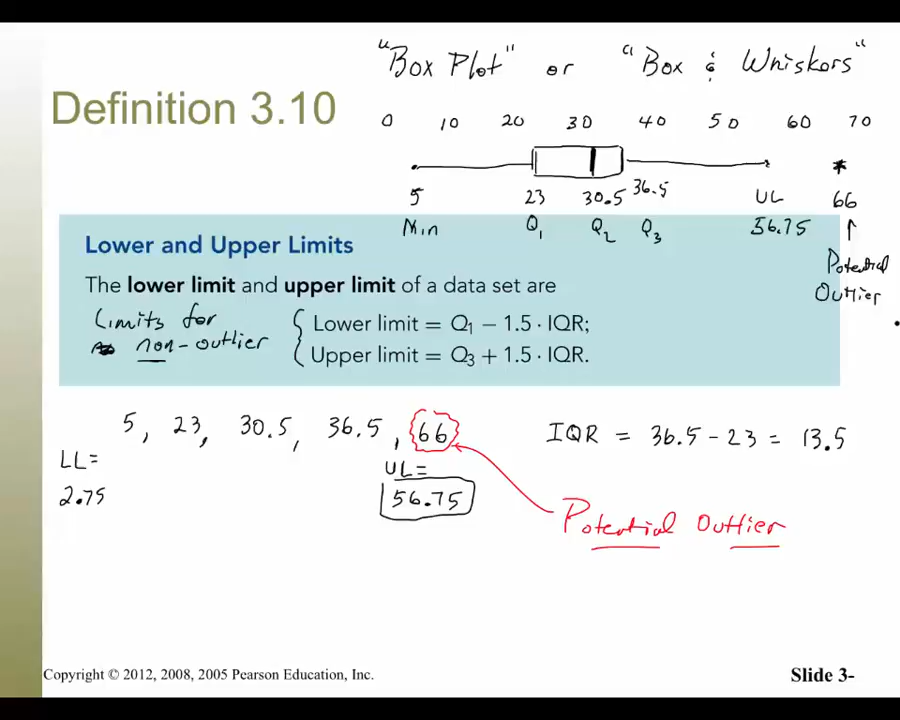 "Box Plot" or "Box & Whiskers"
Definition 3.10
0 10 20 30 40 50 60 70
5 23 30.5 36.5 UL 66
Min Q1 Q2 Q3 56.75 ↑
Potential
Outlier
Lower and Upper Limits
The lower limit and upper limit of a data set are
Limits for
non-outlier
Lower limit = Q1 − 1.5 · IQR;
Upper limit = Q3 + 1.5 · IQR.
5, 23, 30.5, 36.5, 66
IQR = 36.5 - 23 = 13.5
LL=
2.75
UL=
56.75
Potential Outlier
Copyright © 2012, 2008, 2005 Pearson Education, Inc.
Slide 3-